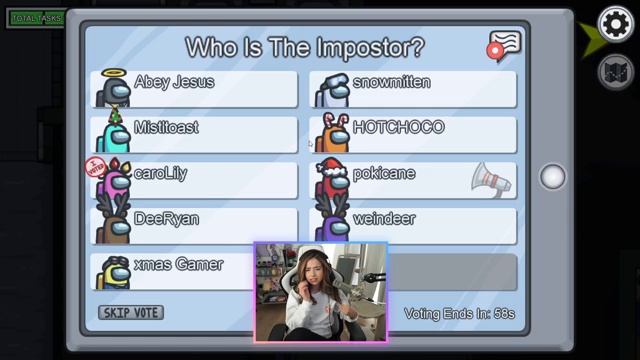 TOTAL TASKS
Who Is The Impostor?
Abey Jesus
snowmitten
Mistltoast
HOTCHOCO
I VOTED
caroLily
pokicane
DeeRyan
weindeer
xmas Gamer
SKIP VOTE
Voting Ends In: 58s